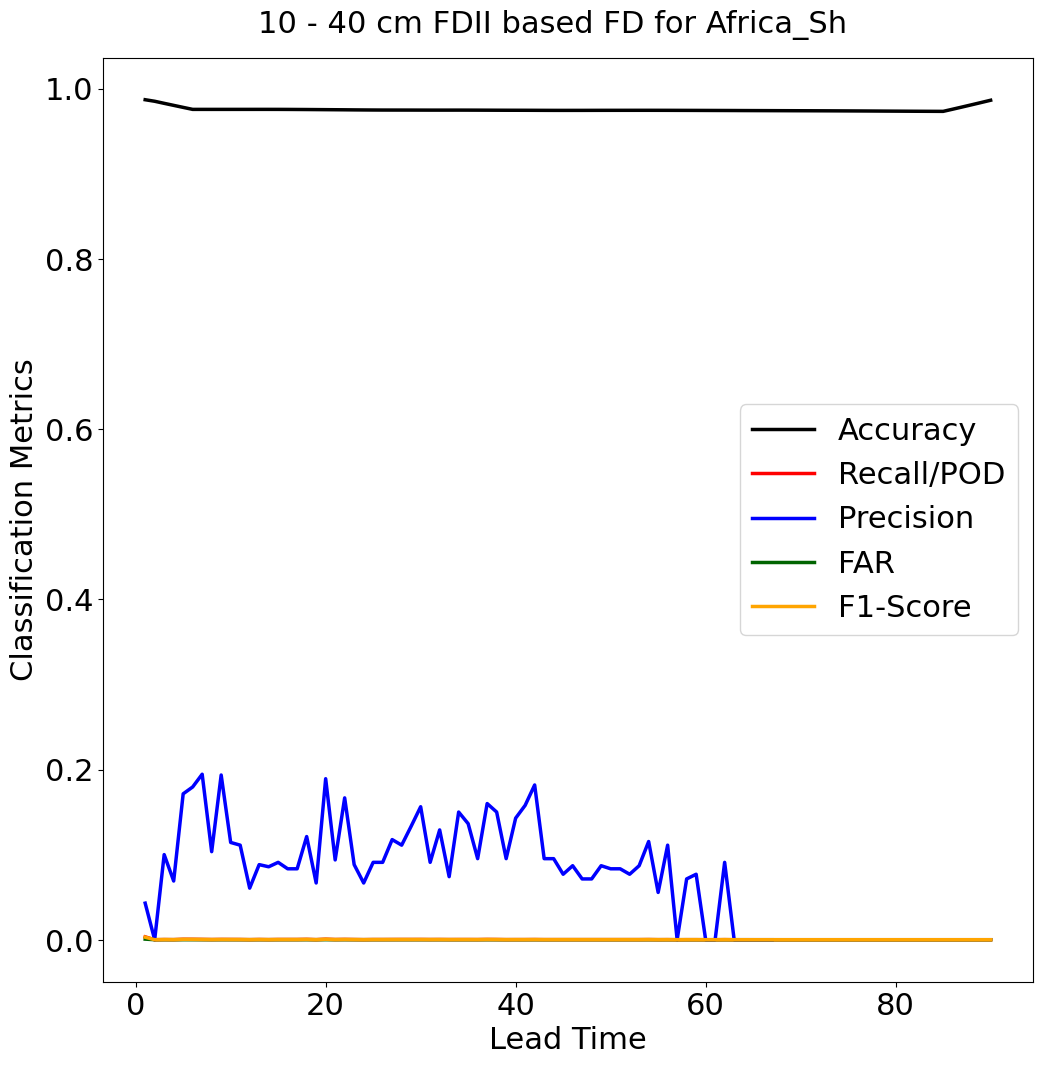 10 - 40 cm FDII based FD for Africa_Sh
Classification Metrics
1.0
0.8
0.6
0.4
0.2
0.0
Accuracy
Recall/POD
Precision
FAR
F1-Score
0 20 40 60 80
Lead Time